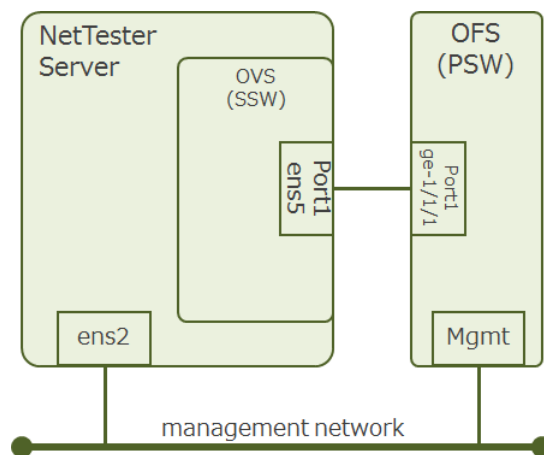 NetTester
Server
OVS
(SSW)
Port1
ens5
OFS
(PSW)
Port1
ge-1/1/1
ens2
Mgmt
management network